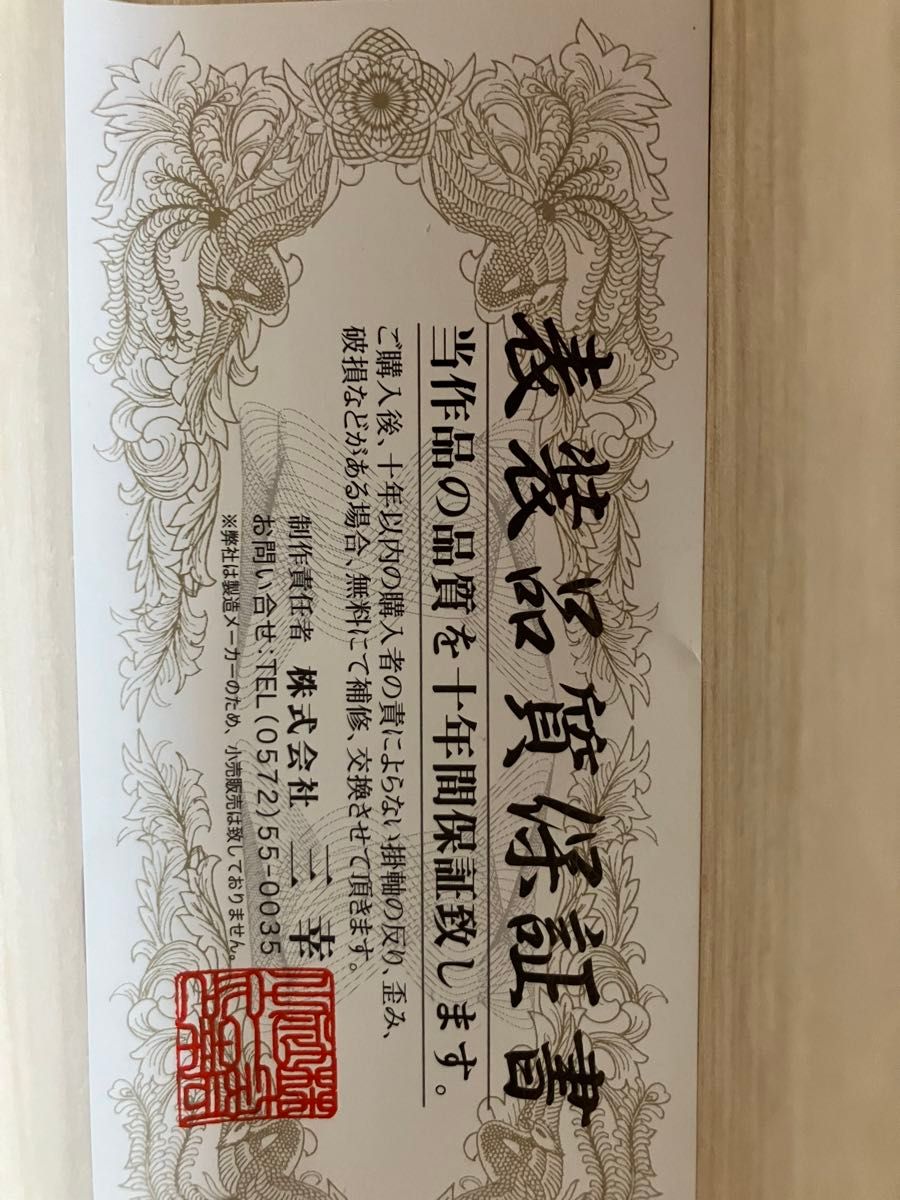 表装品質保証書
当作品の品質を十年間保証致します。
ご購入後、十年以内の購入者の責によらない掛軸の反り、歪み、
破損などがある場合、無料にて補修、交換させて頂きます。
制作責任者 株式会社 三幸
お問い合せ:TEL(0572)55-0035
※弊社は製造メーカーのため、小売販売は致しておりません。